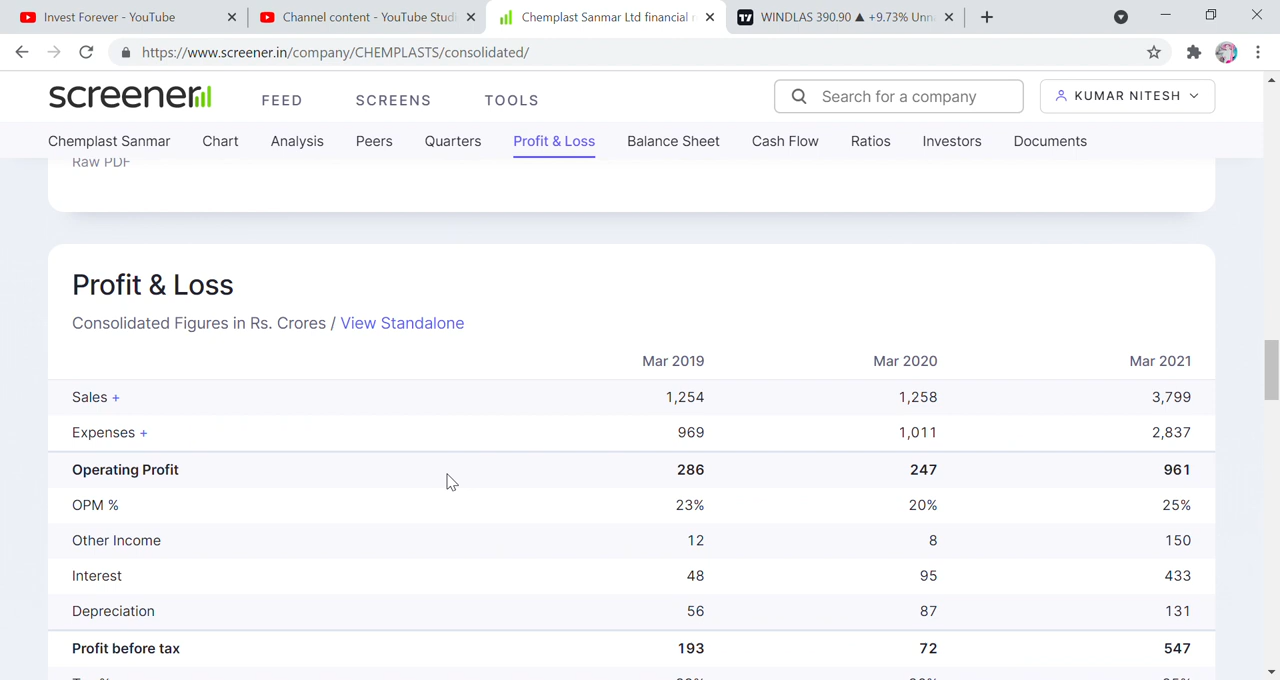 Invest Forever - YouTube
Channel content - YouTube Studi
Chemplast Sanmar Ltd financial
WINDLAS 390.90 ▲ +9.73% Unn
https://www.screener.in/company/CHEMPLASTS/consolidated/
screener
FEED SCREENS TOOLS
Search for a company
KUMAR NITESH
Chemplast Sanmar Chart Analysis Peers Quarters Profit & Loss Balance Sheet Cash Flow Ratios Investors Documents
Raw PDF
Profit & Loss
Consolidated Figures in Rs. Crores / View Standalone
Mar 2019 Mar 2020 Mar 2021
Sales + 1,254 1,258 3,799
Expenses + 969 1,011 2,837
Operating Profit 286 247 961
OPM % 23% 20% 25%
Other Income 12 8 150
Interest 48 95 433
Depreciation 56 87 131
Profit before tax 193 72 547